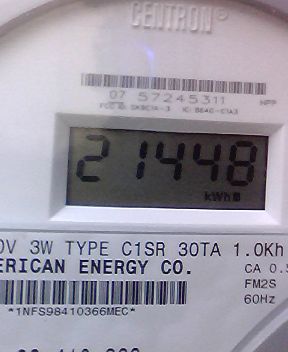 CENTRON®
07 57245311 NPP
21448
kWh
0V 3W TYPE C1SR 30TA 1.0Kh
ERICAN ENERGY CO.
CA 0.5
FM2S
60Hz
*1NFS98410366MEC*